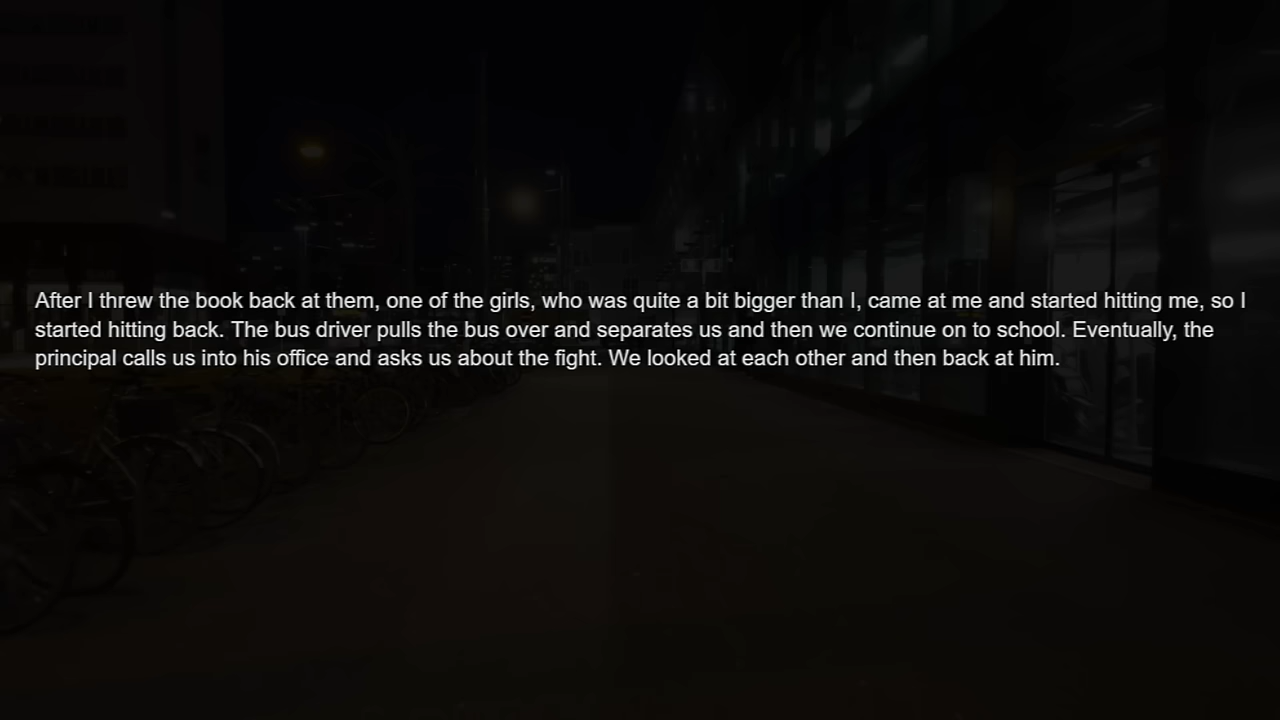 After I threw the book back at them, one of the girls, who was quite a bit bigger than I, came at me and started hitting me, so I
started hitting back. The bus driver pulls the bus over and separates us and then we continue on to school. Eventually, the
principal calls us into his office and asks us about the fight. We looked at each other and then back at him.